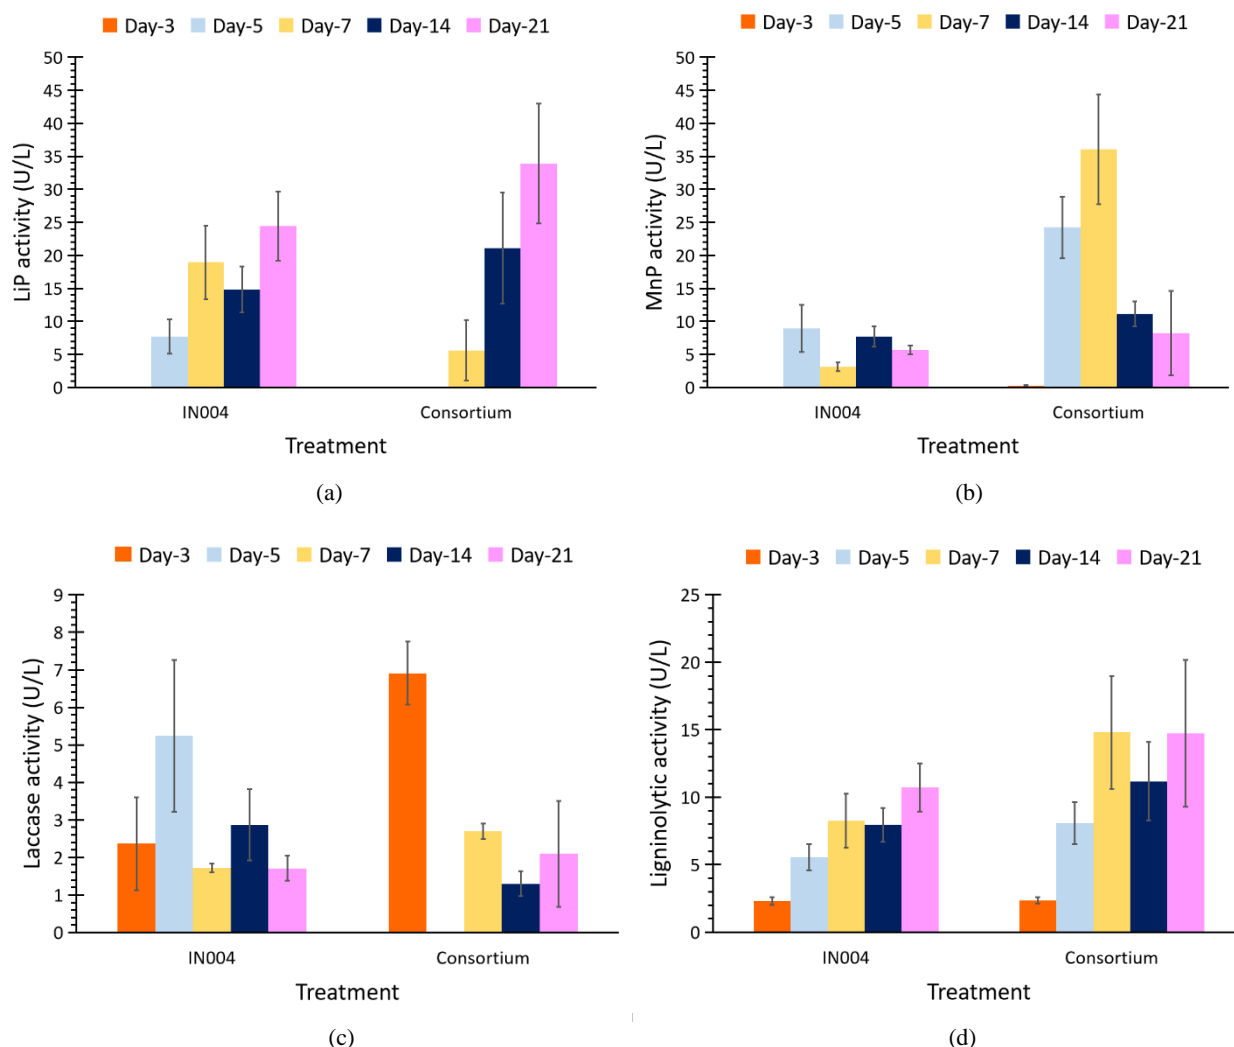 Day-3 Day-5 Day-7 Day-14 Day-21
LiP activity (U/L)
50
45
40
35
30
25
20
15
10
5
0
IN004 Consortium
Treatment
(a)
Day-3 Day-5 Day-7 Day-14 Day-21
MnP activity (U/L)
50
45
40
35
30
25
20
15
10
5
0
IN004 Consortium
Treatment
(b)
Day-3 Day-5 Day-7 Day-14 Day-21
Laccase activity (U/L)
9
8
7
6
5
4
3
2
1
0
IN004 Consortium
Treatment
(c)
Day-3 Day-5 Day-7 Day-14 Day-21
Ligninolytic activity (U/L)
25
20
15
10
5
0
IN004 Consortium
Treatment
(d)